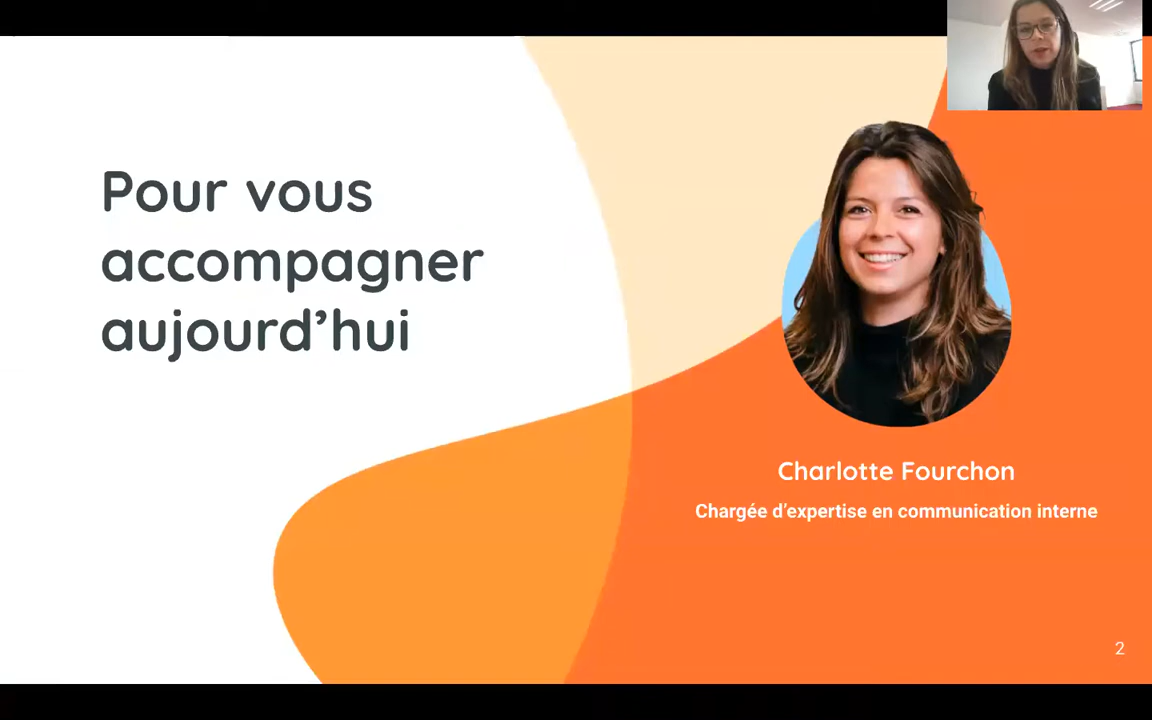 Pour vous
accompagner
aujourd’hui
Charlotte Fourchon
Chargée d’expertise en communication interne
2